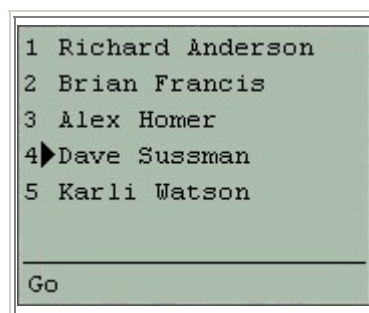 1 Richard Anderson
2 Brian Francis
3 Alex Homer
4▶Dave Sussman
5 Karli Watson
Go